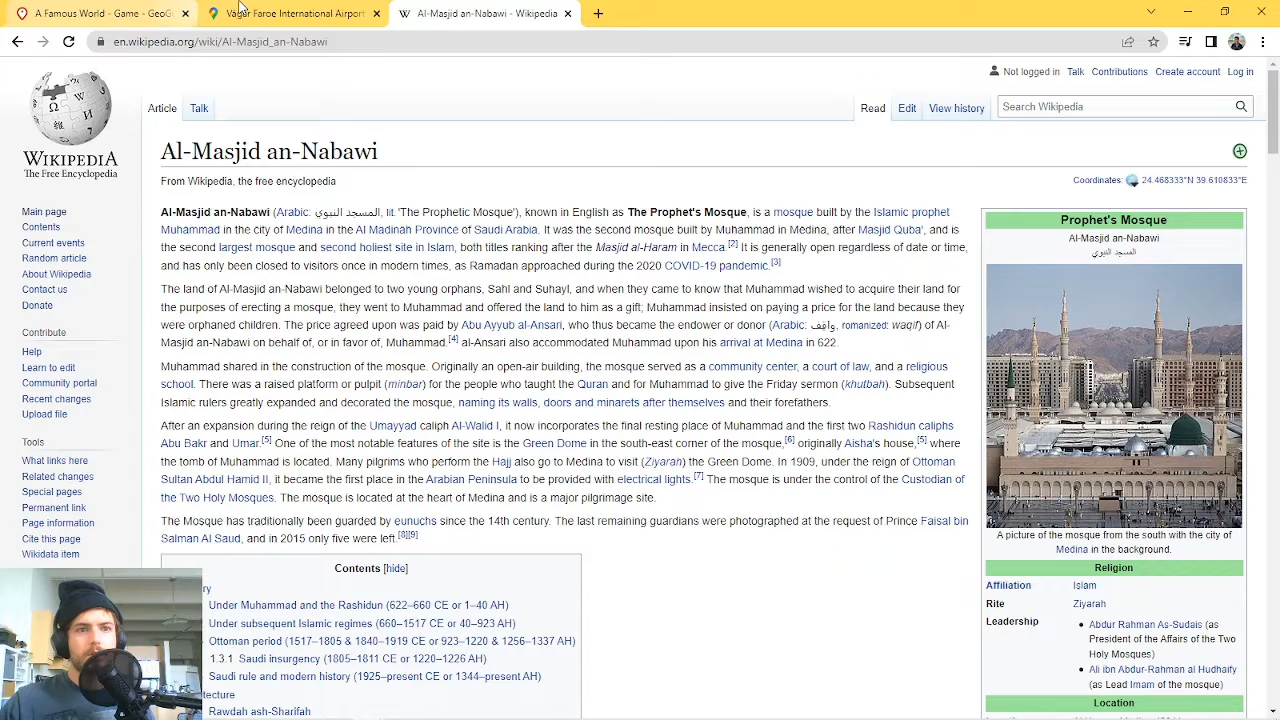 A Famous World - Game - GeoG
Vágar Faroe International Airport
Al-Masjid an-Nabawi - Wikipedia
en.wikipedia.org/wiki/Al-Masjid_an-Nabawi
Not logged in Talk Contributions Create account Log in
Article Talk Read Edit View history Search Wikipedia
WIKIPEDIA
The Free Encyclopedia
Main page
Contents
Current events
Random article
About Wikipedia
Contact us
Donate
Contribute
Help
Learn to edit
Community portal
Recent changes
Upload file
Tools
What links here
Related changes
Special pages
Permanent link
Page information
Cite this page
Wikidata item
Al-Masjid an-Nabawi
From Wikipedia, the free encyclopedia
Coordinates: 24.468333°N 39.610833°E
Al-Masjid an-Nabawi (Arabic: المسجد النبوي, lit. 'The Prophetic Mosque'), known in English as The Prophet's Mosque, is a mosque built by the Islamic prophet
Muhammad in the city of Medina in the Al Madinah Province of Saudi Arabia. It was the second mosque built by Muhammad in Medina, after Masjid Quba', and is
the second largest mosque and second holiest site in Islam, both titles ranking after the Masjid al-Haram in Mecca.[2] It is generally open regardless of date or time,
and has only been closed to visitors once in modern times, as Ramadan approached during the 2020 COVID-19 pandemic.[3]
The land of Al-Masjid an-Nabawi belonged to two young orphans, Sahl and Suhayl, and when they came to know that Muhammad wished to acquire their land for
the purposes of erecting a mosque, they went to Muhammad and offered the land to him as a gift; Muhammad insisted on paying a price for the land because they
were orphaned children. The price agreed upon was paid by Abu Ayyub al-Ansari, who thus became the endower or donor (Arabic: واقف, romanized: waqif) of Al-
Masjid an-Nabawi on behalf of, or in favor of, Muhammad.[4] al-Ansari also accommodated Muhammad upon his arrival at Medina in 622.
Muhammad shared in the construction of the mosque. Originally an open-air building, the mosque served as a community center, a court of law, and a religious
school. There was a raised platform or pulpit (minbar) for the people who taught the Quran and for Muhammad to give the Friday sermon (khutbah). Subsequent
Islamic rulers greatly expanded and decorated the mosque, naming its walls, doors and minarets after themselves and their forefathers.
After an expansion during the reign of the Umayyad caliph Al-Walid I, it now incorporates the final resting place of Muhammad and the first two Rashidun caliphs
Abu Bakr and Umar.[5] One of the most notable features of the site is the Green Dome in the south-east corner of the mosque,[6] originally Aisha's house,[5] where
the tomb of Muhammad is located. Many pilgrims who perform the Hajj also go to Medina to visit (Ziyaran) the Green Dome. In 1909, under the reign of Ottoman
Sultan Abdul Hamid II, it became the first place in the Arabian Peninsula to be provided with electrical lights.[7] The mosque is under the control of the Custodian of
the Two Holy Mosques. The mosque is located at the heart of Medina and is a major pilgrimage site.
The Mosque has traditionally been guarded by eunuchs since the 14th century. The last remaining guardians were photographed at the request of Prince Faisal bin
Salman Al Saud, and in 2015 only five were left.[8][9]
Contents [hide]
ry
Under Muhammad and the Rashidun (622–660 CE or 1–40 AH)
Under subsequent Islamic regimes (660–1517 CE or 40–923 AH)
Ottoman period (1517–1805 & 1840–1919 CE or 923–1220 & 1256–1337 AH)
1.3.1 Saudi insurgency (1805–1811 CE or 1220–1226 AH)
Saudi rule and modern history (1925–present CE or 1344–present AH)
tecture
Rawdah ash-Sharifah
Prophet's Mosque
Al-Masjid an-Nabawi
المسجد النبوي
A picture of the mosque from the south with the city of
Medina in the background.
Religion
Affiliation Islam
Rite Ziyarah
Leadership
Abdur Rahman As-Sudais (as
President of the Affairs of the Two
Holy Mosques)
Ali ibn Abdur-Rahman al Hudhaify
(as Lead Imam of the mosque)
Location